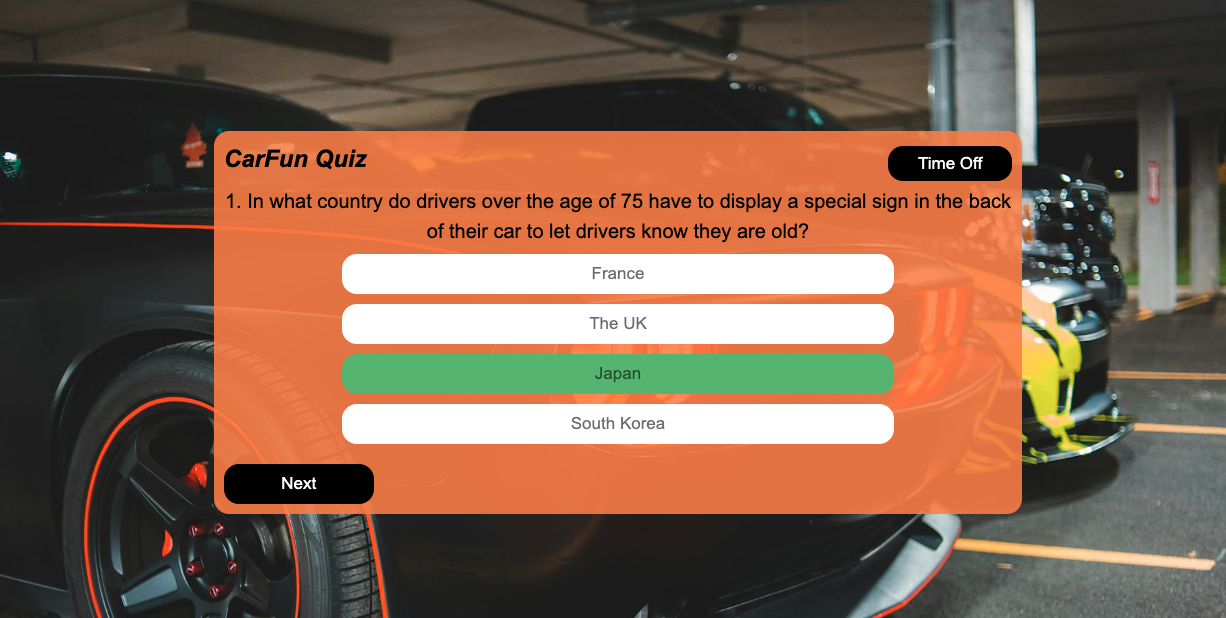 CarFun Quiz
Time Off
1. In what country do drivers over the age of 75 have to display a special sign in the back
of their car to let drivers know they are old?
France
The UK
Japan
South Korea
Next